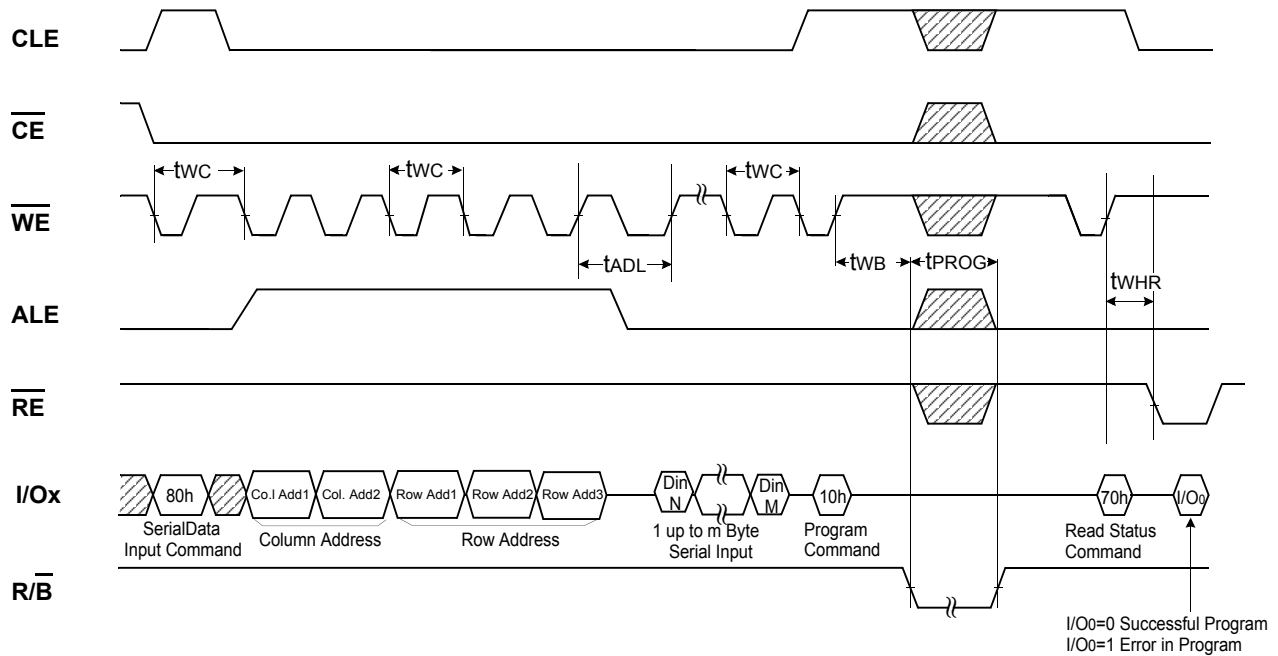 CLE
CE
tWC tWC tWC
WE
tADL tWB tPROG
tWHR
ALE
RE
I/Ox 80h Co.l Add1 Col. Add2 Row Add1 Row Add2 Row Add3 Din N Din M 10h 70h I/O0
SerialData Input Command Column Address Row Address 1 up to m Byte Serial Input Program Command Read Status Command
R/B
I/O0=0 Successful Program
I/O0=1 Error in Program